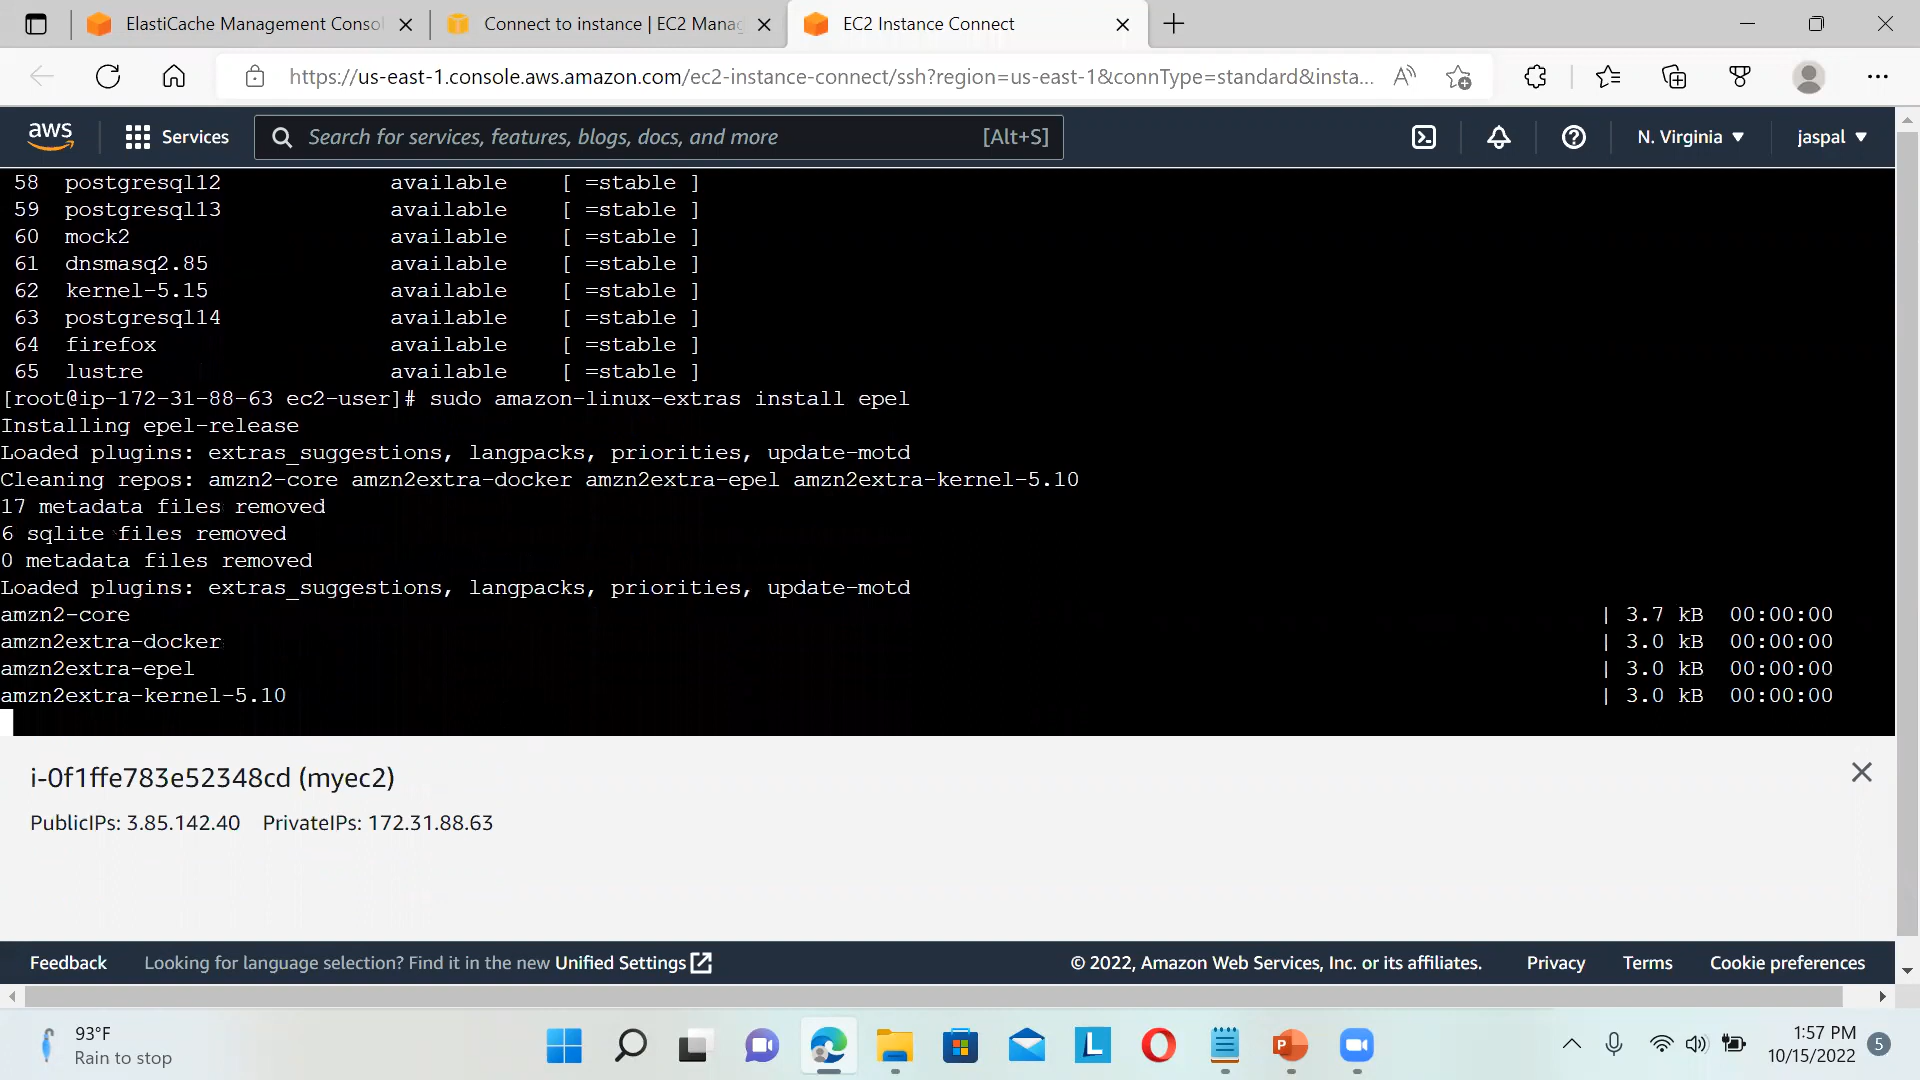 ElastiCache Management Consol
Connect to instance | EC2 Manag
EC2 Instance Connect
https://us-east-1.console.aws.amazon.com/ec2-instance-connect/ssh?region=us-east-1&connType=standard&insta...
aws
Services
Search for services, features, blogs, docs, and more
[Alt+S]
N. Virginia
jaspal
58 postgresql12 available [ =stable ]
59 postgresql13 available [ =stable ]
60 mock2 available [ =stable ]
61 dnsmasq2.85 available [ =stable ]
62 kernel-5.15 available [ =stable ]
63 postgresql14 available [ =stable ]
64 firefox available [ =stable ]
65 lustre available [ =stable ]
[root@ip-172-31-88-63 ec2-user]# sudo amazon-linux-extras install epel
Installing epel-release
Loaded plugins: extras_suggestions, langpacks, priorities, update-motd
Cleaning repos: amzn2-core amzn2extra-docker amzn2extra-epel amzn2extra-kernel-5.10
17 metadata files removed
6 sqlite files removed
0 metadata files removed
Loaded plugins: extras_suggestions, langpacks, priorities, update-motd
amzn2-core | 3.7 kB 00:00:00
amzn2extra-docker | 3.0 kB 00:00:00
amzn2extra-epel | 3.0 kB 00:00:00
amzn2extra-kernel-5.10 | 3.0 kB 00:00:00
i-0f1ffe783e52348cd (myec2)
PublicIPs: 3.85.142.40 PrivateIPs: 172.31.88.63
Feedback
Looking for language selection? Find it in the new Unified Settings
© 2022, Amazon Web Services, Inc. or its affiliates.
Privacy
Terms
Cookie preferences
93°F
Rain to stop
L
P
1:57 PM
10/15/2022
5